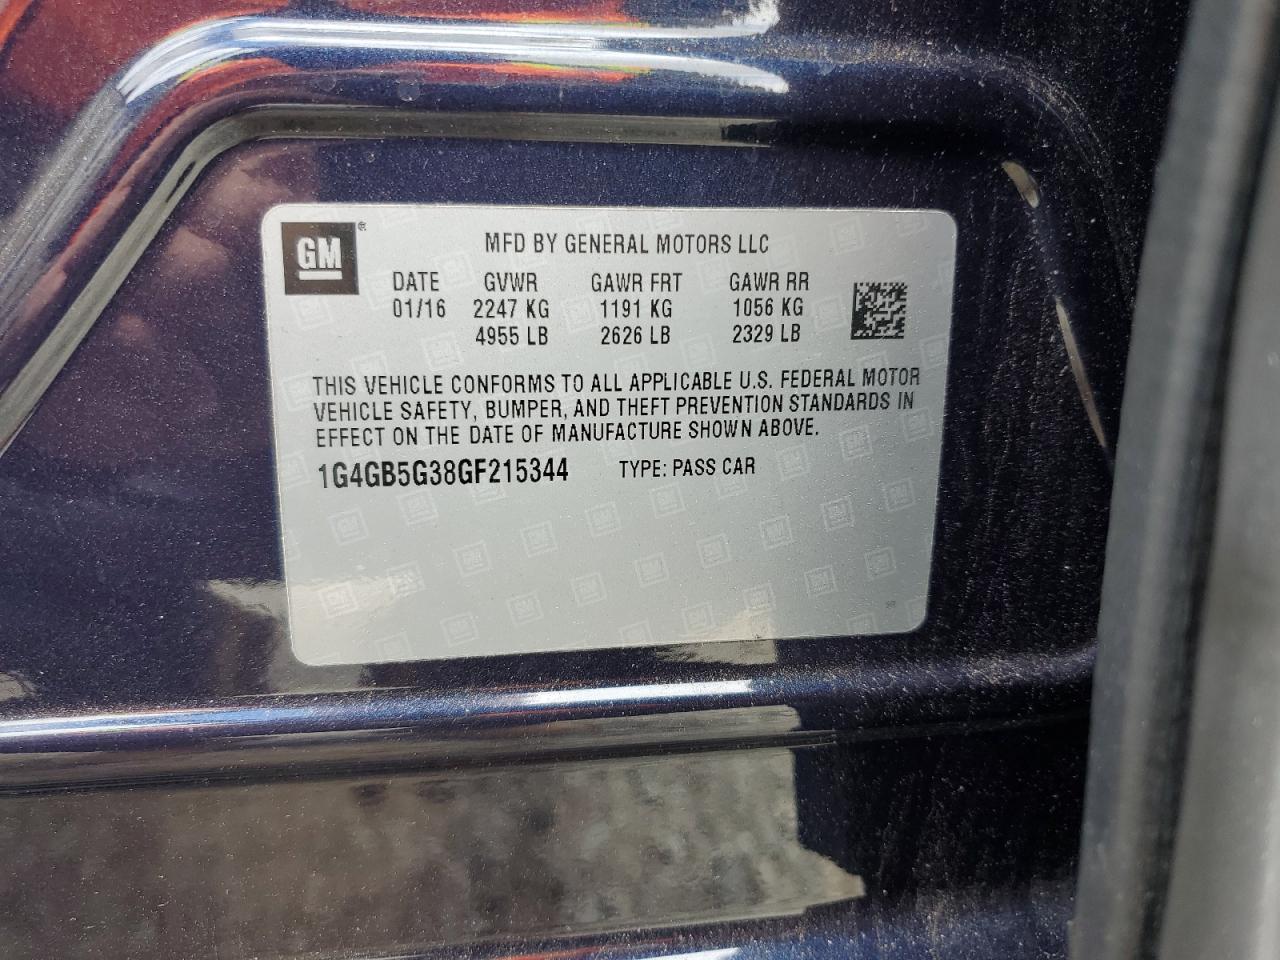 GM ®
MFD BY GENERAL MOTORS LLC
DATE GVWR GAWR FRT GAWR RR
01/16 2247 KG 1191 KG 1056 KG
4955 LB 2626 LB 2329 LB
THIS VEHICLE CONFORMS TO ALL APPLICABLE U.S. FEDERAL MOTOR
VEHICLE SAFETY, BUMPER, AND THEFT PREVENTION STANDARDS IN
EFFECT ON THE DATE OF MANUFACTURE SHOWN ABOVE.
1G4GB5G38GF215344 TYPE: PASS CAR